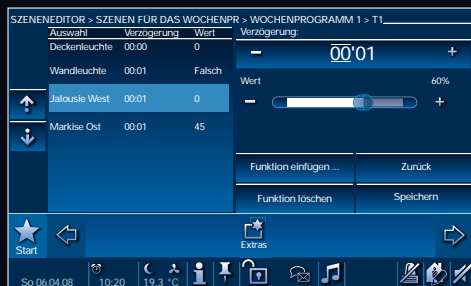 SZENENEDITOR > SZENEN FÜR DAS WOCHENPR > WOCHENPROGRAMM 1 > T1
Auswahl Verzögerung Wert
Deckenleuchte 00:00 0
Wandleuchte 00:01 Falsch
Jalousie West 00:01 0
Markise Ost 00:01 45
Verzögerung:
- 00'01 +
Wert 60%
- +
Funktion einfügen ... Zurück
Funktion löschen Speichern
Start
Extras
So 06.04.08 10:20 19.3 °C